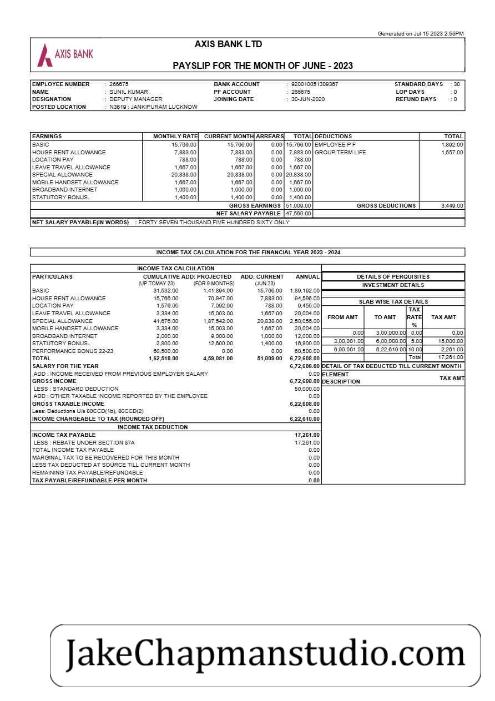 Generated on Jul 15 2023 2:56PM
AXIS BANK LTD
AXIS BANK
PAYSLIP FOR THE MONTH OF JUNE - 2023
EMPLOYEE NUMBER : 266675 BANK ACCOUNT : STANDARD DAYS : 30
NAME : SUNIL KUMAR PF ACCOUNT : 266675 LOP DAYS : 0
DESIGNATION : DEPUTY MANAGER JOINING DATE : 30-JUN-2020 REFUND DAYS : 0
POSTED LOCATION : JANKIPURAM LUCKNOW
EARNINGS MONTHLY RATE CURRENT MONTH ARREARS TOTAL DEDUCTIONS TOTAL
BASIC 15,766.00 15,766.00 0.00 15,766.00 EMPLOYEE P F 1,892.00
HOUSE RENT ALLOWANCE 7,883.00 7,883.00 0.00 7,883.00 GROUP TERM LIFE 1,557.00
LOCATION PAY 788.00 788.00 0.00 788.00
LEAVE TRAVEL ALLOWANCE 1,667.00 1,667.00 0.00 1,667.00
SPECIAL ALLOWANCE 20,838.00 20,838.00 0.00 20,838.00
MOBILE HANDSET ALLOWANCE 1,667.00 1,667.00 0.00 1,667.00
BROADBAND INTERNET 1,000.00 1,000.00 0.00 1,000.00
STATUTORY BONUS. 1,400.00 1,400.00 0.00 1,400.00
GROSS EARNINGS 51,009.00 GROSS DEDUCTIONS 3,449.00
NET SALARY PAYABLE 47,560.00
NET SALARY PAYABLE(IN WORDS) : FORTY SEVEN THOUSAND FIVE HUNDRED SIXTY ONLY
INCOME TAX CALCULATION FOR THE FINANCIAL YEAR 2023 - 2024
INCOME TAX CALCULATION
PARTICULARS CUMULATIVE ADD: PROJECTED ADD. CURRENT ANNUAL DETAILS OF PERQUISITES
(UPTO MAY 23) (FOR 9 MONTHS) (JUN 23) INVESTMENT DETAILS
BASIC 31,532.00 1,41,894.00 15,766.00 1,89,192.00
HOUSE RENT ALLOWANCE 15,766.00 70,947.00 7,883.00 94,596.00 SLAB WISE TAX DETAILS
LOCATION PAY 1,576.00 7,092.00 788.00 9,456.00
LEAVE TRAVEL ALLOWANCE 3,334.00 15,003.00 1,667.00 20,004.00 FROM AMT TO AMT TAX RATE % TAX AMT
SPECIAL ALLOWANCE 41,676.00 1,87,542.00 20,838.00 2,50,056.00
MOBILE HANDSET ALLOWANCE 3,334.00 15,003.00 1,667.00 20,004.00
BROADBAND INTERNET 2,000.00 9,000.00 1,000.00 12,000.00 0.00 3,00,000.00 0.00 0.00
STATUTORY BONUS. 2,800.00 12,600.00 1,400.00 16,800.00 3,00,001.00 6,00,000.00 5.00 15,000.00
PERFORMANCE BONUS 22-23 60,500.00 0.00 0.00 60,500.00 6,00,001.00 6,22,610.00 10.00 2,261.00
TOTAL 1,62,518.00 4,59,081.00 51,009.00 6,72,608.00 Total 17,261.00
SALARY FOR THE YEAR 6,72,608.00 DETAIL OF TAX DEDUCTED TILL CURRENT MONTH
ADD : INCOME RECEIVED FROM PREVIOUS EMPLOYER SALARY 0.00 ELEMENT TAX AMT
GROSS INCOME 6,72,608.00 DESCRIPTION
LESS : STANDARD DEDUCTION 50,000.00
ADD : OTHER TAXABLE INCOME REPORTED BY THE EMPLOYEE 0.00
GROSS TAXABLE INCOME 6,22,608.00
Less: Deductions U/s 80CCD(1b), 80CCD(2) 0.00
INCOME CHARGEABLE TO TAX (ROUNDED OFF) 6,22,610.00
INCOME TAX DEDUCTION
INCOME TAX PAYABLE 17,261.00
LESS : REBATE UNDER SECTION 87A 17,261.00
TOTAL INCOME TAX PAYABLE 0.00
MARGINAL TAX TO BE RECOVERED FOR THIS MONTH 0.00
LESS TAX DEDUCTED AT SOURCE TILL CURRENT MONTH 0.00
REMAINING TAX PAYABLE/REFUNDABLE 0.00
TAX PAYABLE/REFUNDABLE PER MONTH 0.00
JakeChapmanstudio.com